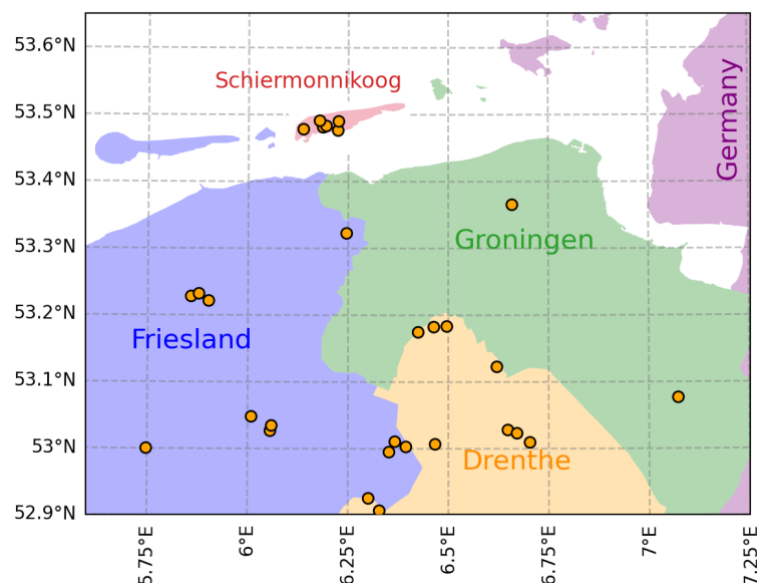 53.6°N
Schiermonnikoog
53.5°N
Germany
53.4°N
53.3°N
Groningen
53.2°N
Friesland
53.1°N
53°N
Drenthe
52.9°N
5.75°E
6°E
6.25°E
6.5°E
6.75°E
7°E
7.25°E